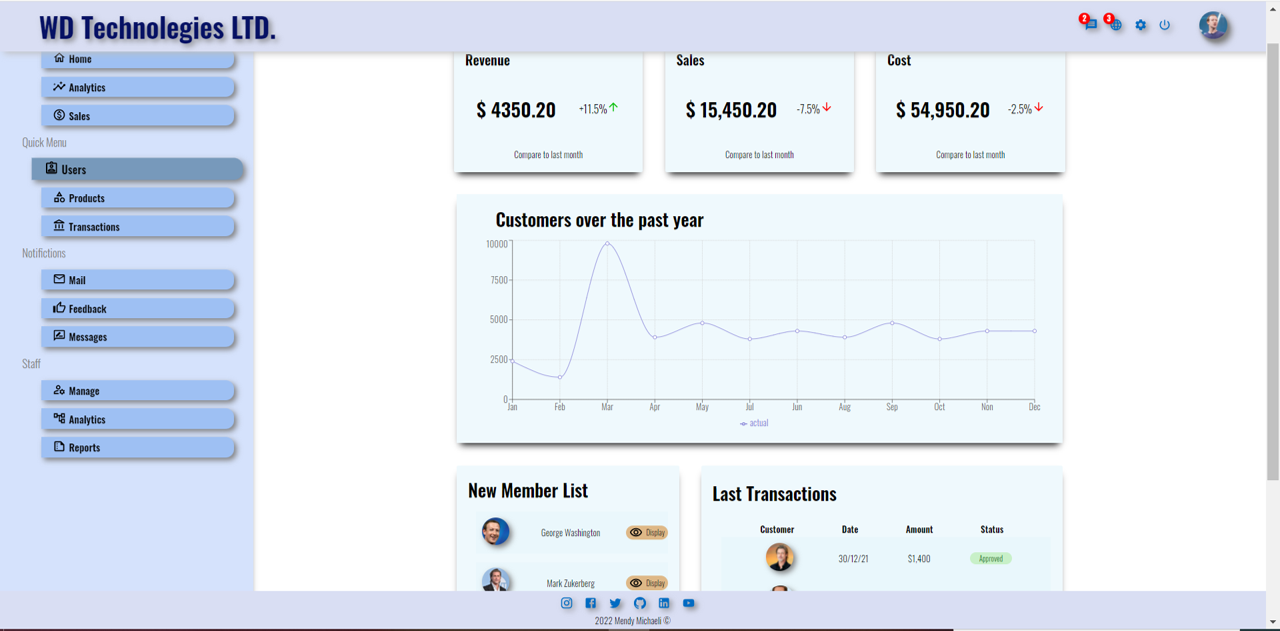 WD Technolegies LTD.
2
3
Home
Analytics
Sales
Quick Menu
Users
Products
Transactions
Notifictions
Mail
Feedback
Messages
Staff
Manage
Analytics
Reports
Revenue
$ 4350.20 +11.5%
Compare to last month
Sales
$ 15,450.20 -7.5%
Compare to last month
Cost
$ 54,950.20 -2.5%
Compare to last month
Customers over the past year
10000
7500
5000
2500
0
Jan Feb Mar Apr May Jul Jun Aug Sep Oct Non Dec
actual
New Member List
George Washington Display
Mark Zukerberg Display
Last Transactions
Customer Date Amount Status
30/12/21 $1,400 Approved
2022 Mendy Michaeli ©